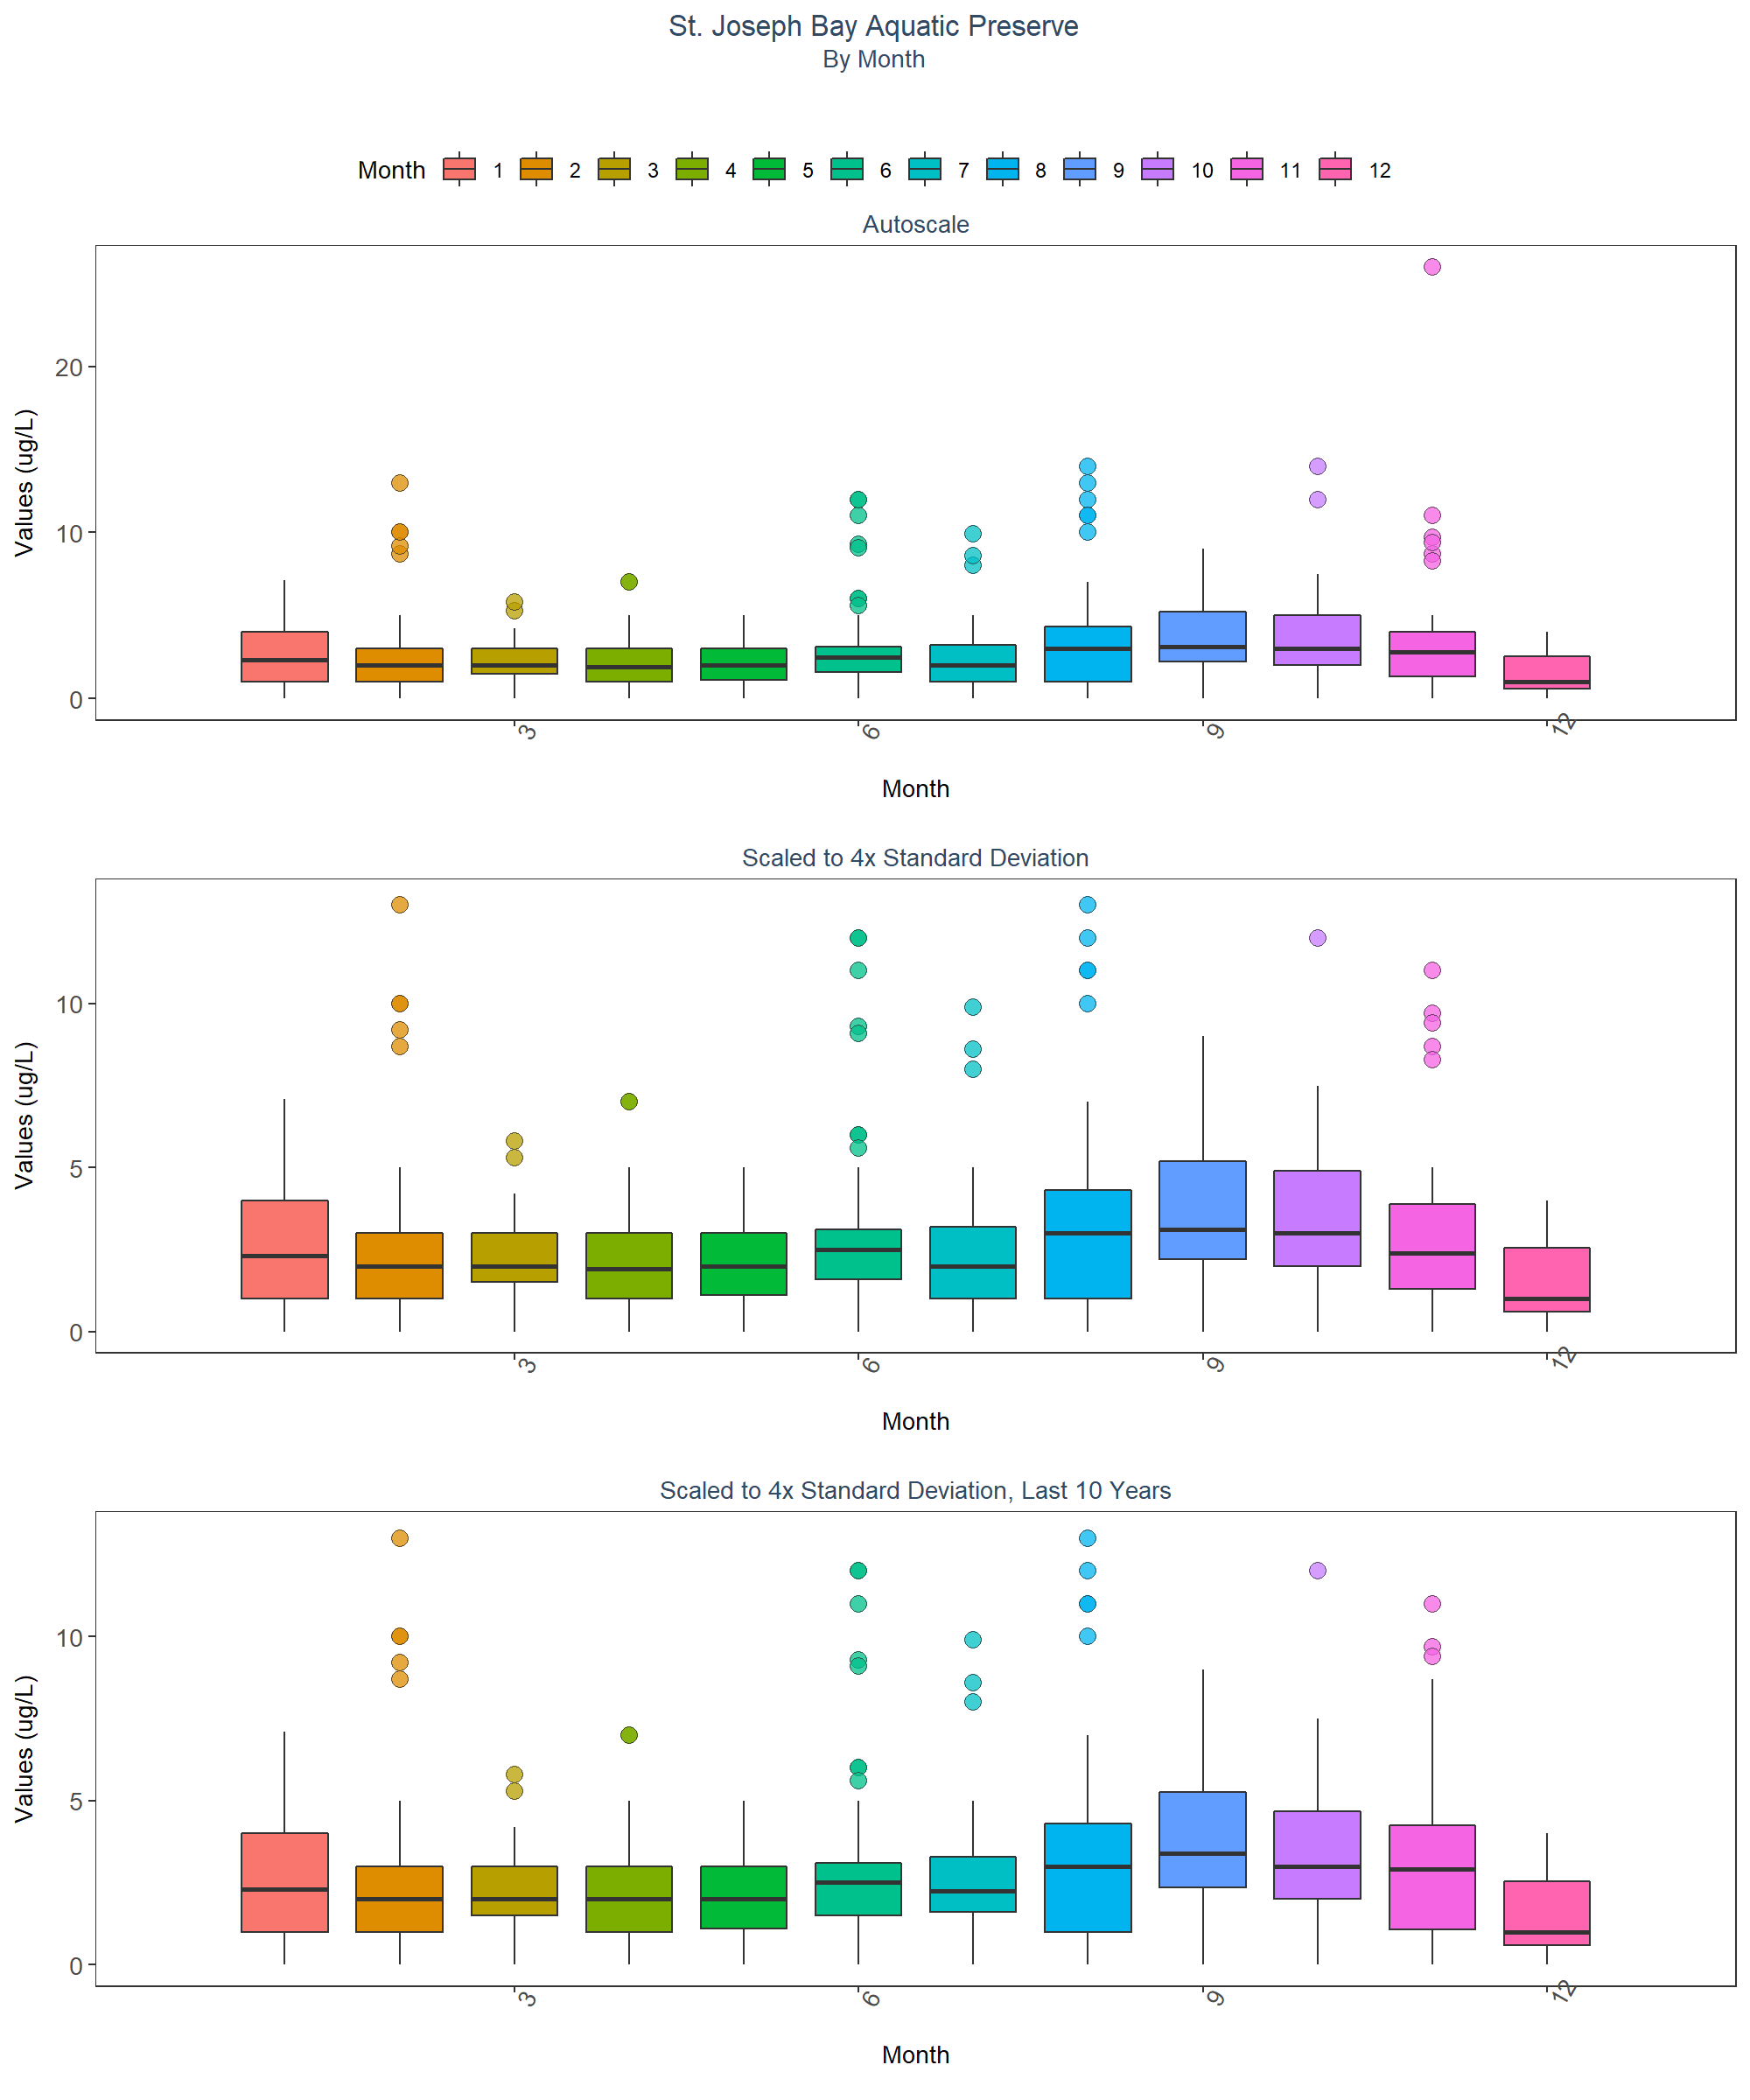 St. Joseph Bay Aquatic Preserve
By Month
Month 1 2 3 4 5 6 7 8 9 10 11 12
Autoscale
Values (ug/L)
20
10
0
3 6 9 12
Month
Scaled to 4x Standard Deviation
Values (ug/L)
10
5
0
3 6 9 12
Month
Scaled to 4x Standard Deviation, Last 10 Years
Values (ug/L)
10
5
0
3 6 9 12
Month